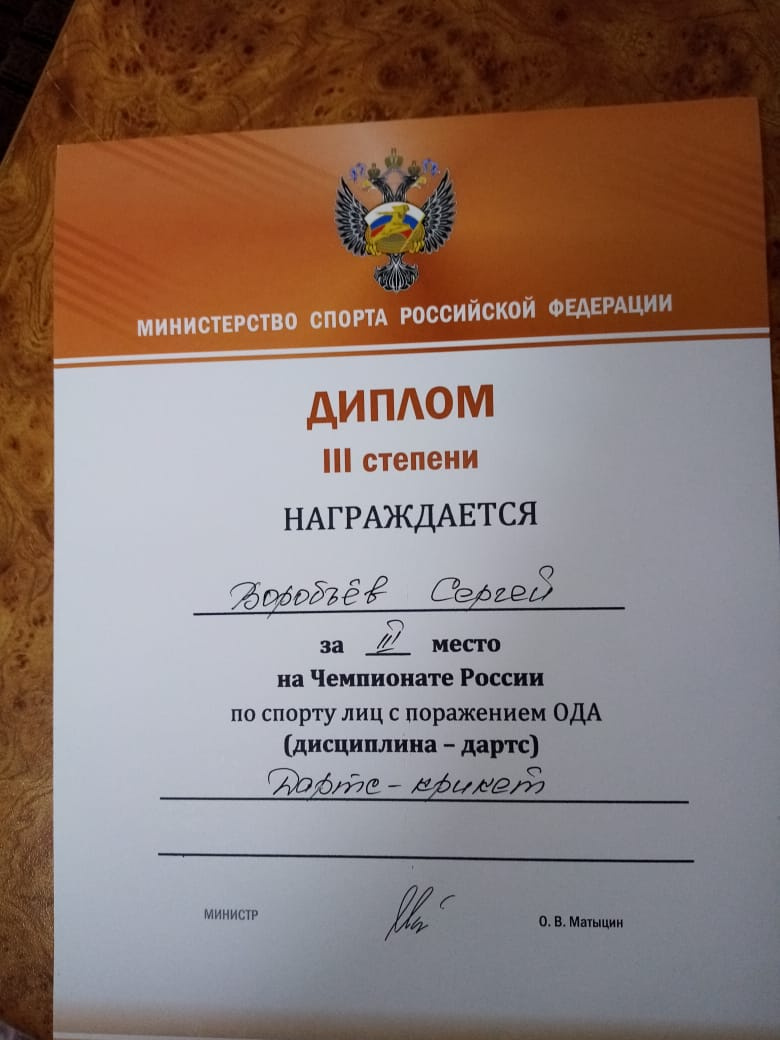 МИНИСТЕРСТВО СПОРТА РОССИЙСКОЙ ФЕДЕРАЦИИ
ДИПЛОМ
III степени
НАГРАЖДАЕТСЯ
Воробьёв Сергей
за III место
на Чемпионате России
по спорту лиц с поражением ОДА
(дисциплина – дартс)
Дартс - крикет
МИНИСТР
О. В. Матыцин